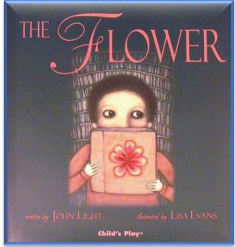 THE FLOWER
written by JOHN LIGHT illustrated by LISA EVANS
Child's Play®